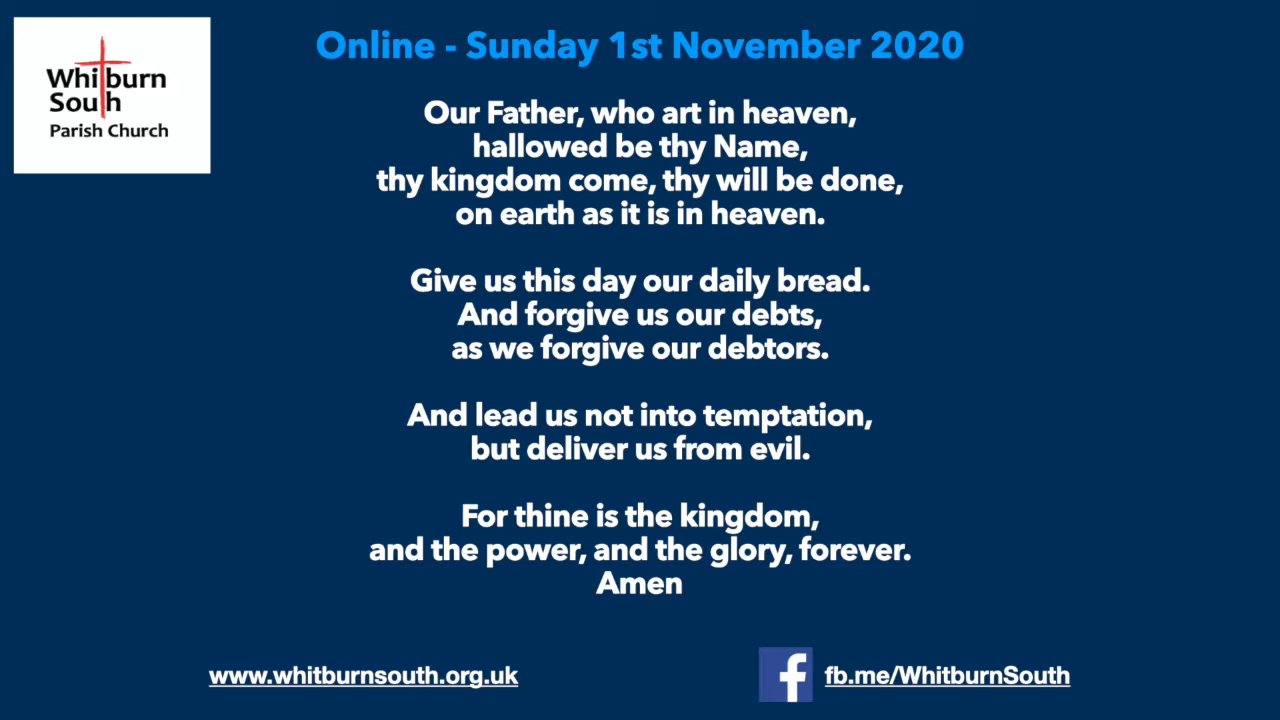 Whitburn
South
Parish Church
Online - Sunday 1st November 2020
Our Father, who art in heaven,
hallowed be thy Name,
thy kingdom come, thy will be done,
on earth as it is in heaven.
Give us this day our daily bread.
And forgive us our debts,
as we forgive our debtors.
And lead us not into temptation,
but deliver us from evil.
For thine is the kingdom,
and the power, and the glory, forever.
Amen
www.whitburnsouth.org.uk
f fb.me/WhitburnSouth